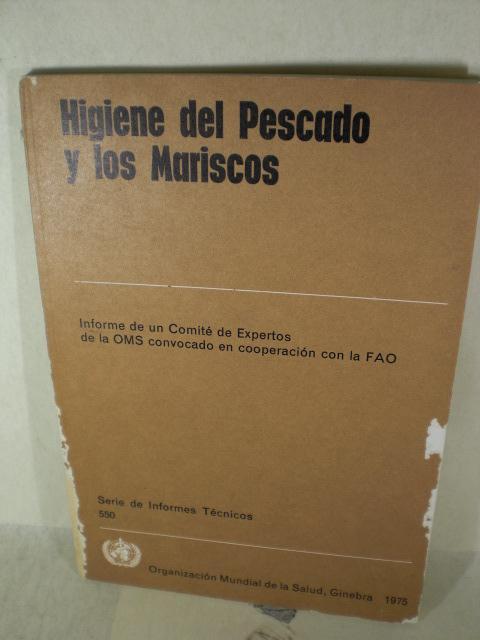 Higiene del Pescado
y los Mariscos
Informe de un Comité de Expertos
de la OMS convocado en cooperación con la FAO
Serie de Informes Técnicos
550
Organización Mundial de la Salud, Ginebra 1975